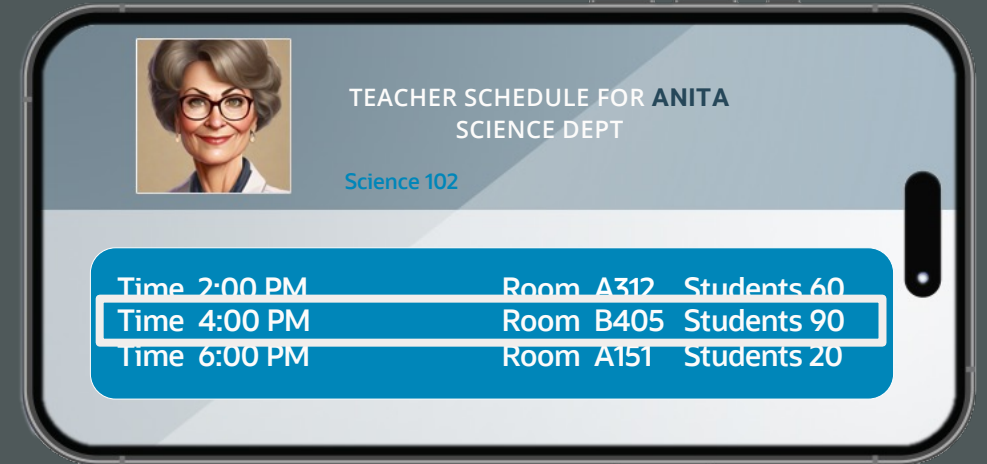 TEACHER SCHEDULE FOR ANITA
SCIENCE DEPT
Science 102
Time 2:00 PM Room A312 Students 60
Time 4:00 PM Room B405 Students 90
Time 6:00 PM Room A151 Students 20